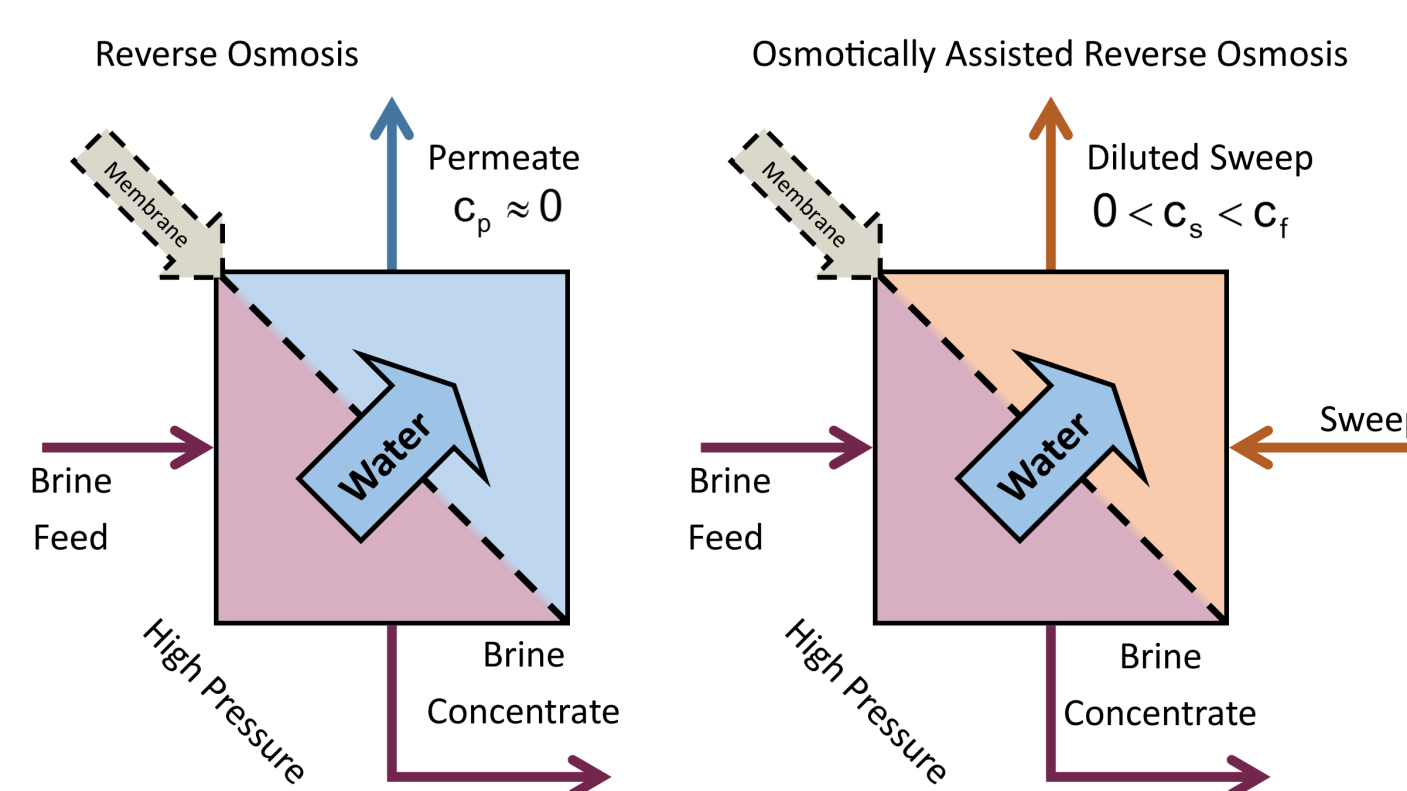 Reverse Osmosis
Membrane
Permeate
cp ≈ 0
Brine
Feed
Water
High Pressure
Brine
Concentrate
Osmotically Assisted Reverse Osmosis
Membrane
Diluted Sweep
0 < cs < cf
Brine
Feed
Water
Sweep
High Pressure
Brine
Concentrate